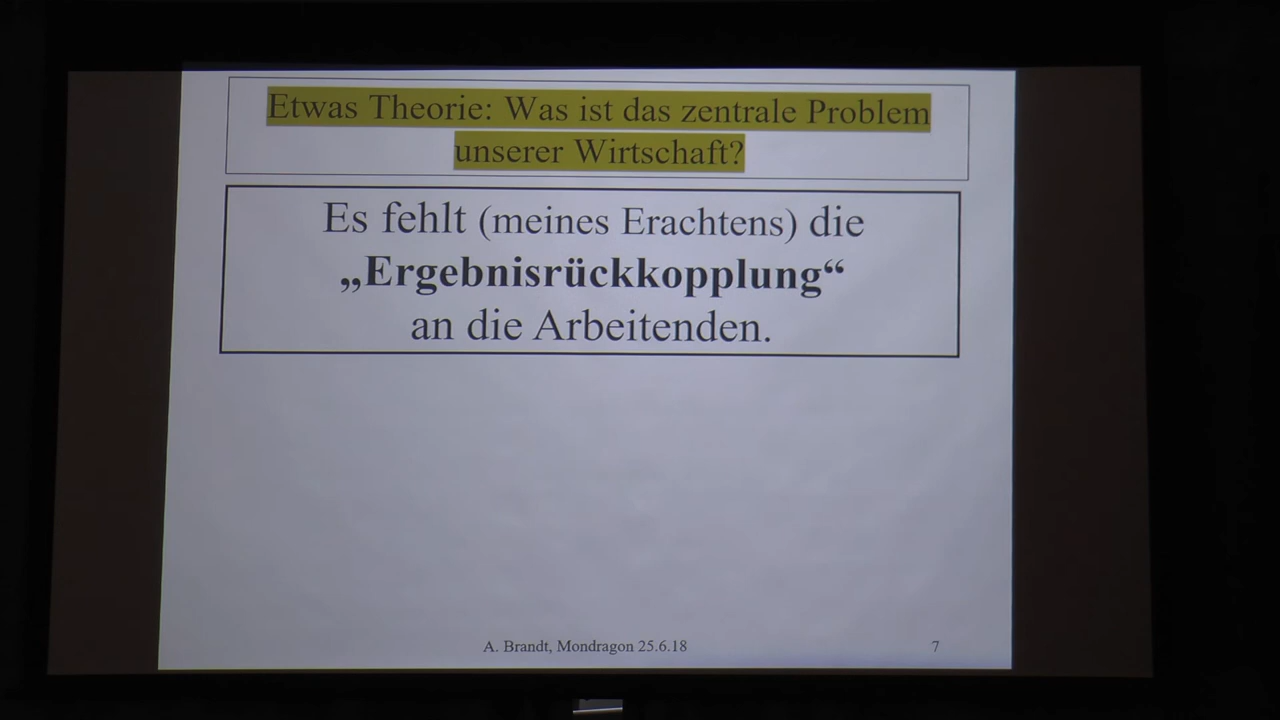 Etwas Theorie: Was ist das zentrale Problem
unserer Wirtschaft?
Es fehlt (meines Erachtens) die
„Ergebnisrückkopplung“
an die Arbeitenden.
A. Brandt, Mondragon 25.6.18
7